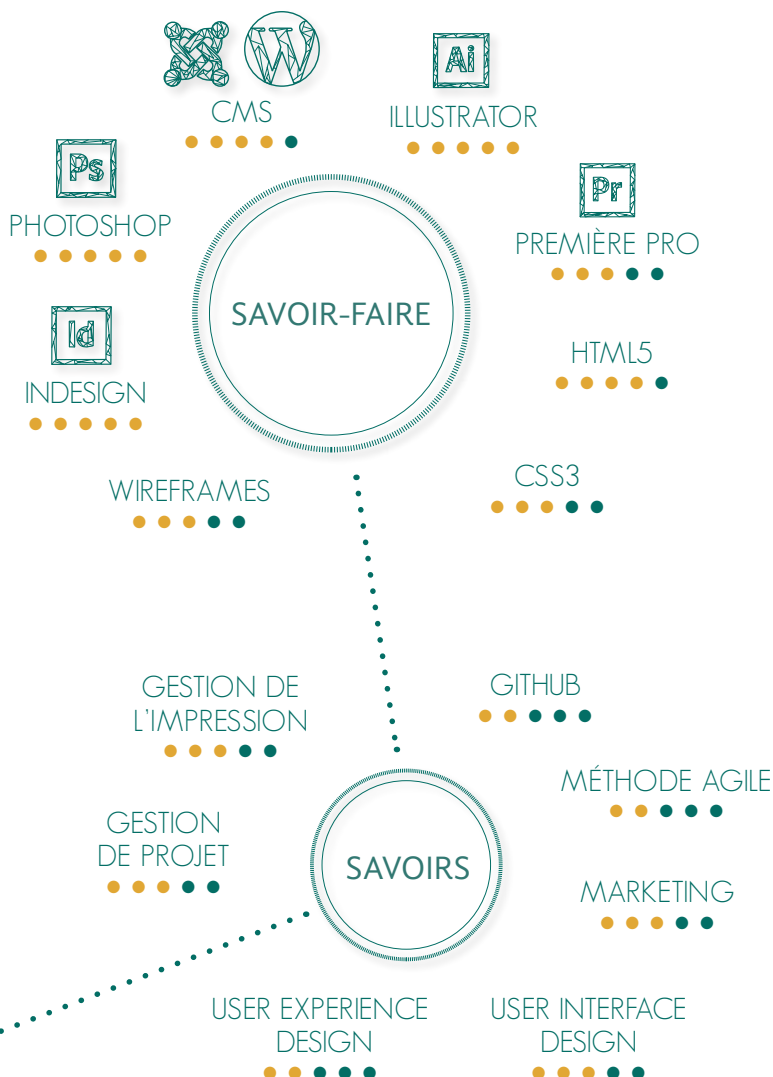 W
Ai
CMS
ILLUSTRATOR
Ps
Pr
PHOTOSHOP
PREMIÈRE PRO
SAVOIR-FAIRE
Id
HTML5
INDESIGN
CSS3
WIREFRAMES
GESTION DE
L'IMPRESSION
GITHUB
MÉTHODE AGILE
GESTION
DE PROJET
SAVOIRS
MARKETING
USER EXPERIENCE
DESIGN
USER INTERFACE
DESIGN